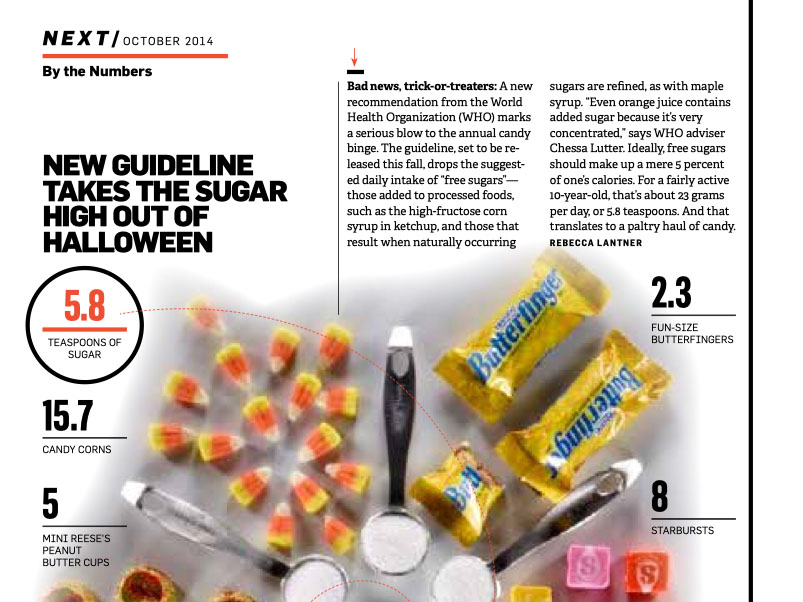 NEXT/OCTOBER 2014
By the Numbers
NEW GUIDELINE
TAKES THE SUGAR
HIGH OUT OF
HALLOWEEN
Bad news, trick-or-treaters: A new
recommendation from the World
Health Organization (WHO) marks
a serious blow to the annual candy
binge. The guideline, set to be re-
leased this fall, drops the suggest-
ed daily intake of “free sugars”—
those added to processed foods,
such as the high-fructose corn
syrup in ketchup, and those that
result when naturally occurring
sugars are refined, as with maple
syrup. “Even orange juice contains
added sugar because it’s very
concentrated,” says WHO adviser
Chessa Lutter. Ideally, free sugars
should make up a mere 5 percent
of one’s calories. For a fairly active
10-year-old, that’s about 23 grams
per day, or 5.8 teaspoons. And that
translates to a paltry haul of candy.
REBECCA LANTNER
5.8
TEASPOONS OF
SUGAR
15.7
CANDY CORNS
5
MINI REESE’S
PEANUT
BUTTER CUPS
Butterfinger
Butterfinger
Butt
2.3
FUN-SIZE
BUTTERFINGERS
8
STARBURSTS
S
S